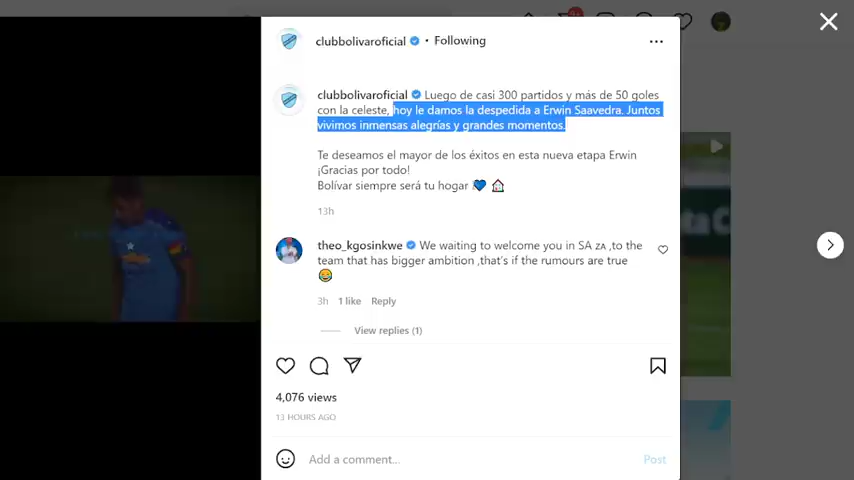 clubbolivaroficial • Following
clubbolivaroficial Luego de casi 300 partidos y más de 50 goles
con la celeste, hoy le damos la despedida a Erwin Saavedra. Juntos
vivimos inmensas alegrías y grandes momentos.
Te deseamos el mayor de los éxitos en esta nueva etapa Erwin
¡Gracias por todo!
Bolívar siempre será tu hogar
13h
theo_kgosinkwe We waiting to welcome you in SA ZA ,to the
team that has bigger ambition ,that's if the rumours are true
3h 1 like Reply
View replies (1)
4,076 views
13 HOURS AGO
Add a comment... Post